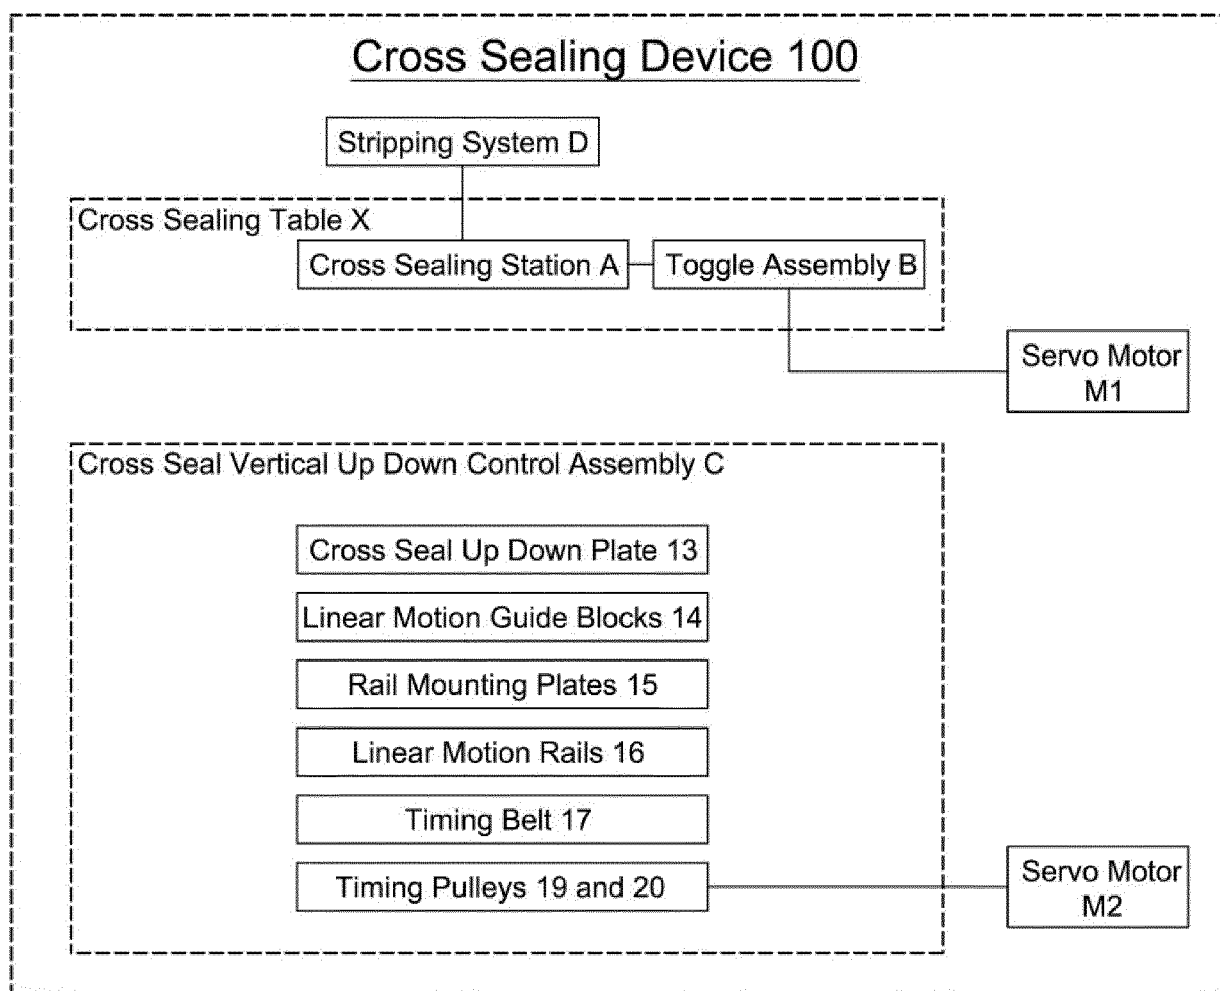 Cross Sealing Device 100
Stripping System D
Cross Sealing Table X
Cross Sealing Station A
Toggle Assembly B
Servo Motor
M1
Cross Seal Vertical Up Down Control Assembly C
Cross Seal Up Down Plate 13
Linear Motion Guide Blocks 14
Rail Mounting Plates 15
Linear Motion Rails 16
Timing Belt 17
Timing Pulleys 19 and 20
Servo Motor
M2